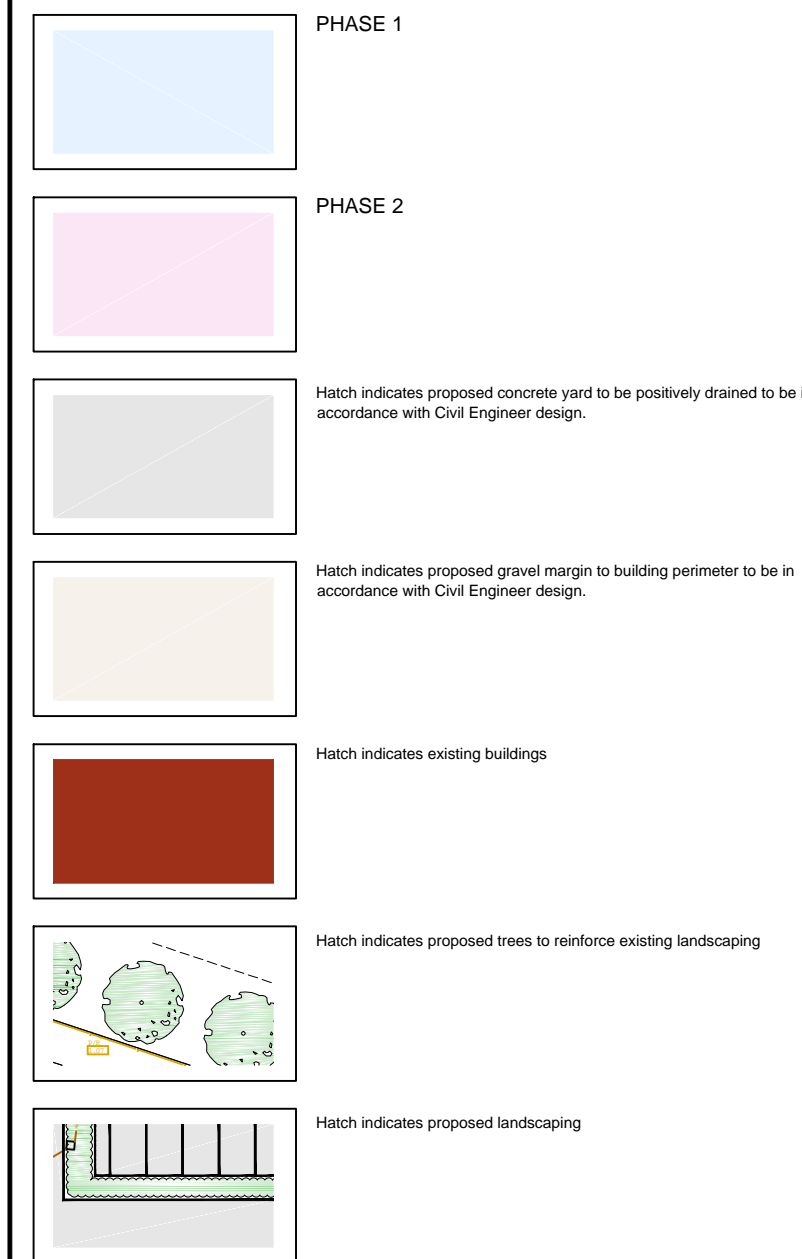 PHASE 1
PHASE 2
Hatch indicates proposed concrete yard to be positively drained to be
accordance with Civil Engineer design.
Hatch indicates proposed gravel margin to building perimeter to be in
accordance with Civil Engineer design.
Hatch indicates existing buildings
Hatch indicates proposed trees to reinforce existing landscaping
Hatch indicates proposed landscaping